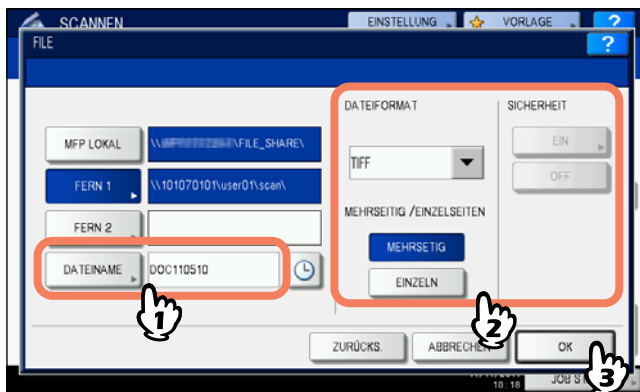 SCANNEN EINSTELLUNG VORLAGE ?
FILE ?
DATEIFORMAT SICHERHEIT
MFP LOKAL \\ \FILE_SHARE\ EIN
TIFF
FERN 1 \\101070101\user01\scan\ OFF
FERN 2 MEHRSEITIG /EINZELSEITEN
MEHRSETIG
DATEINAME DOC110510
EINZELN
1 2
ZURÜCKS. ABBRECHEN OK
3
10:18 JOB S